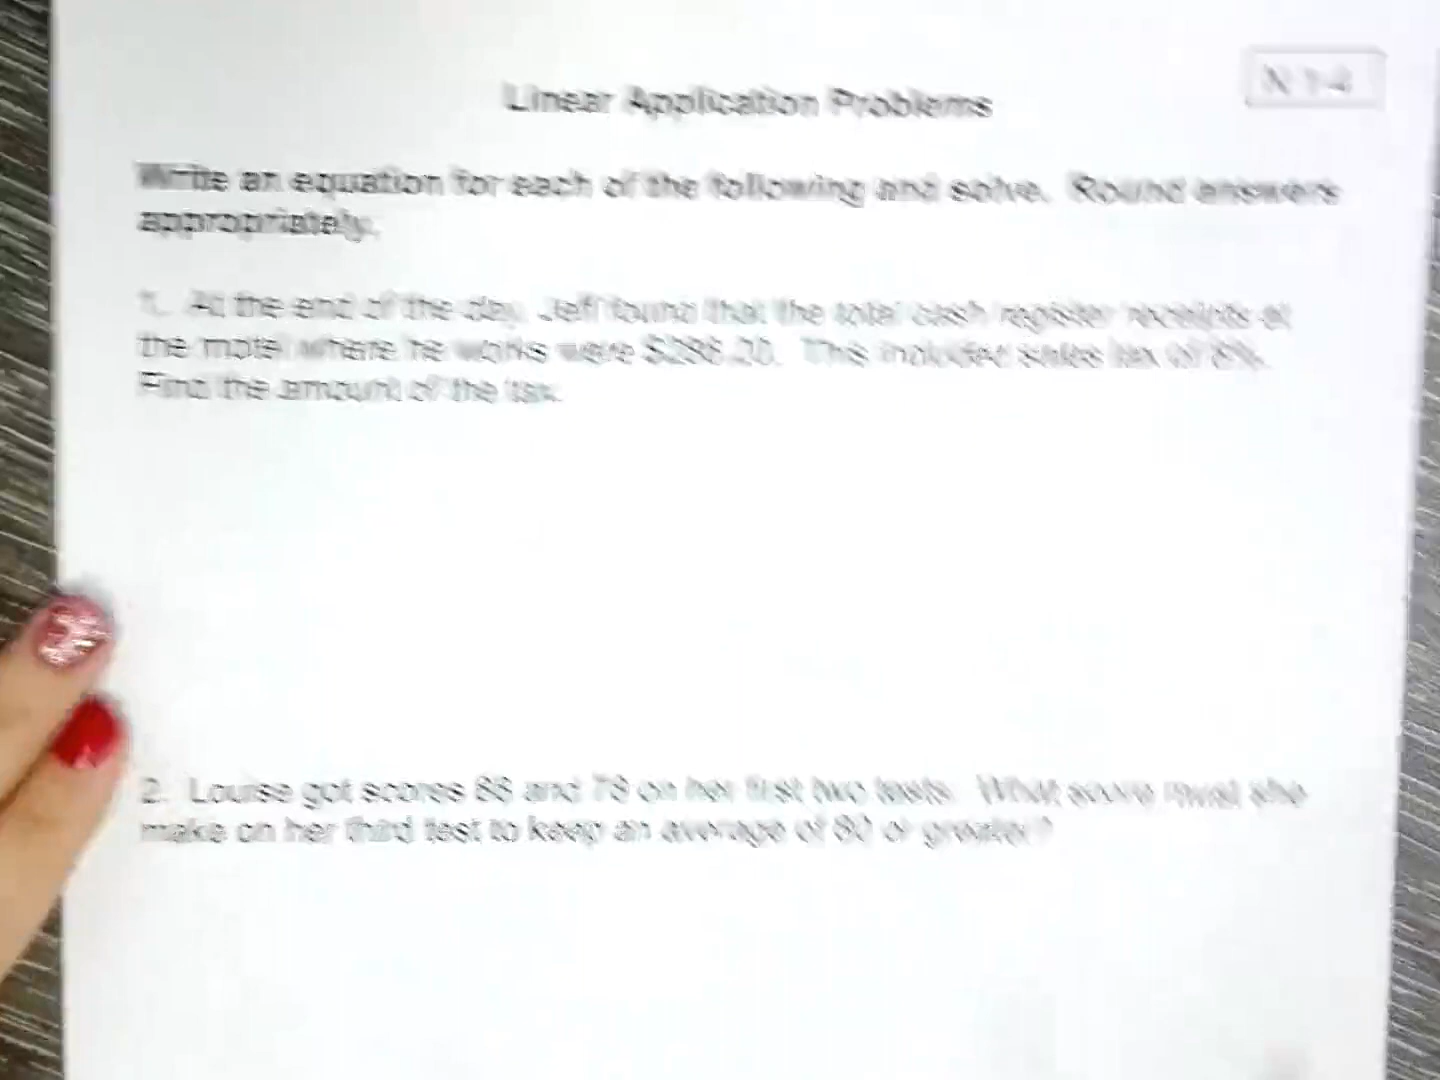 Linear Application Problems
Write an equation for each of the following and solve. Round answers
appropriately.
1. At the end of the day, Jeff found that the total cash register receipts at
the motel where he works were $286.20. This included sales tax of 8%.
Find the amount of the tax.
2. Louise got scores 88 and 78 on her first two tests. What score must she
make on her third test to keep an average of 80 or greater?